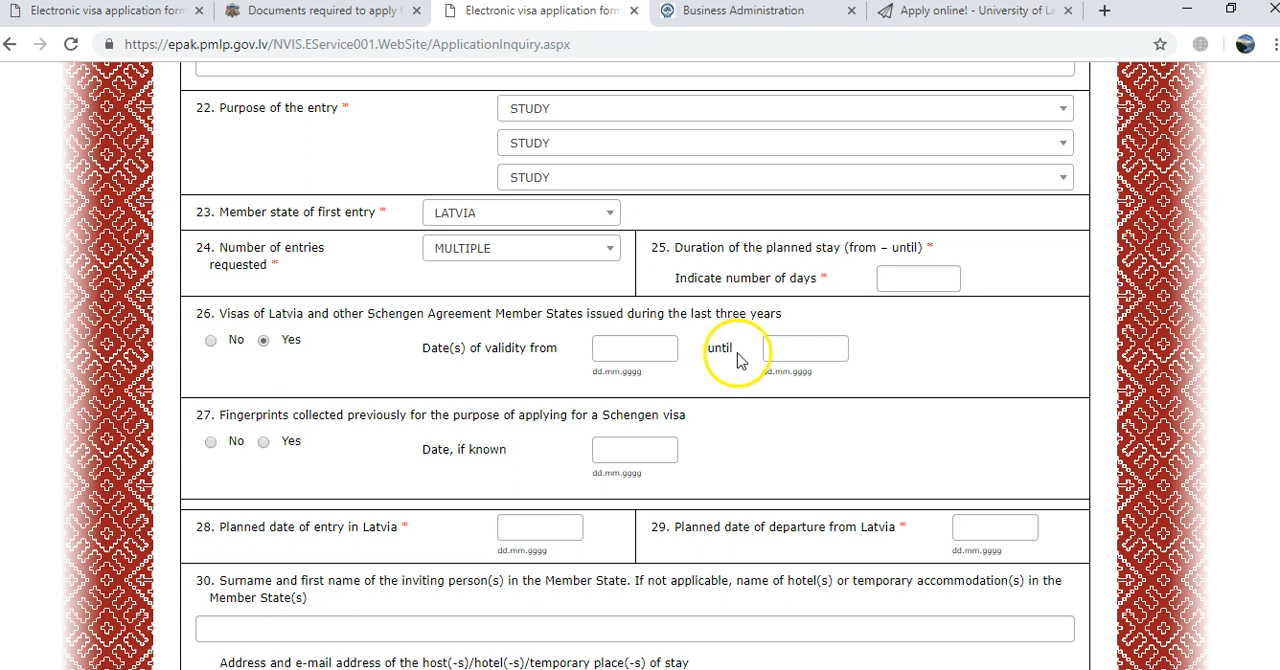 Electronic visa application form
Documents required to apply f
Electronic visa application form
Business Administration
Apply online! - University of La
https://epak.pmlp.gov.lv/NVIS.EService001.WebSite/ApplicationInquiry.aspx
22. Purpose of the entry *
STUDY
STUDY
STUDY
23. Member state of first entry *
LATVIA
24. Number of entries
requested *
MULTIPLE
25. Duration of the planned stay (from – until) *
Indicate number of days *
26. Visas of Latvia and other Schengen Agreement Member States issued during the last three years
No Yes Date(s) of validity from until
dd.mm.gggg dd.mm.gggg
27. Fingerprints collected previously for the purpose of applying for a Schengen visa
No Yes Date, if known
dd.mm.gggg
28. Planned date of entry in Latvia *
dd.mm.gggg
29. Planned date of departure from Latvia *
dd.mm.gggg
30. Surname and first name of the inviting person(s) in the Member State. If not applicable, name of hotel(s) or temporary accommodation(s) in the
Member State(s)
Address and e-mail address of the host(-s)/hotel(-s)/temporary place(-s) of stay